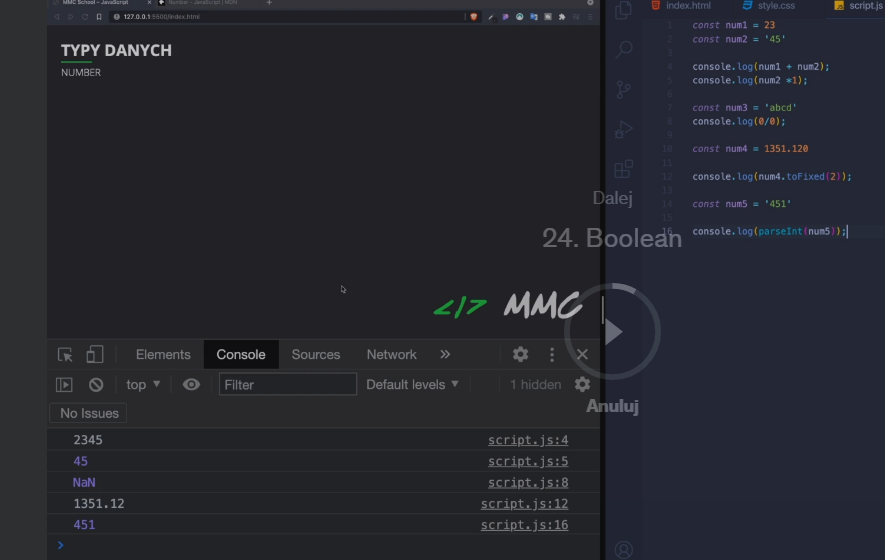 MMC School – JavaScript
Number - JavaScript | MDN
127.0.0.1:5500/index.html
TYPY DANYCH
NUMBER
</> MMC
Elements
Console
Sources
Network
»
top ▼
Filter
Default levels ▼
1 hidden
No Issues
2345 script.js:4
45 script.js:5
NaN script.js:8
1351.12 script.js:12
451 script.js:16
>
index.html
style.css
script.js
1 const num1 = 23
2 const num2 = '45'
3
4 console.log(num1 + num2);
5 console.log(num2 *1);
6
7 const num3 = 'abcd'
8 console.log(0/0);
9
10 const num4 = 1351.120
11
12 console.log(num4.toFixed(2));
13
14 const num5 = '451'
15
16 console.log(parseInt(num5));
Dalej
24. Boolean
Anuluj